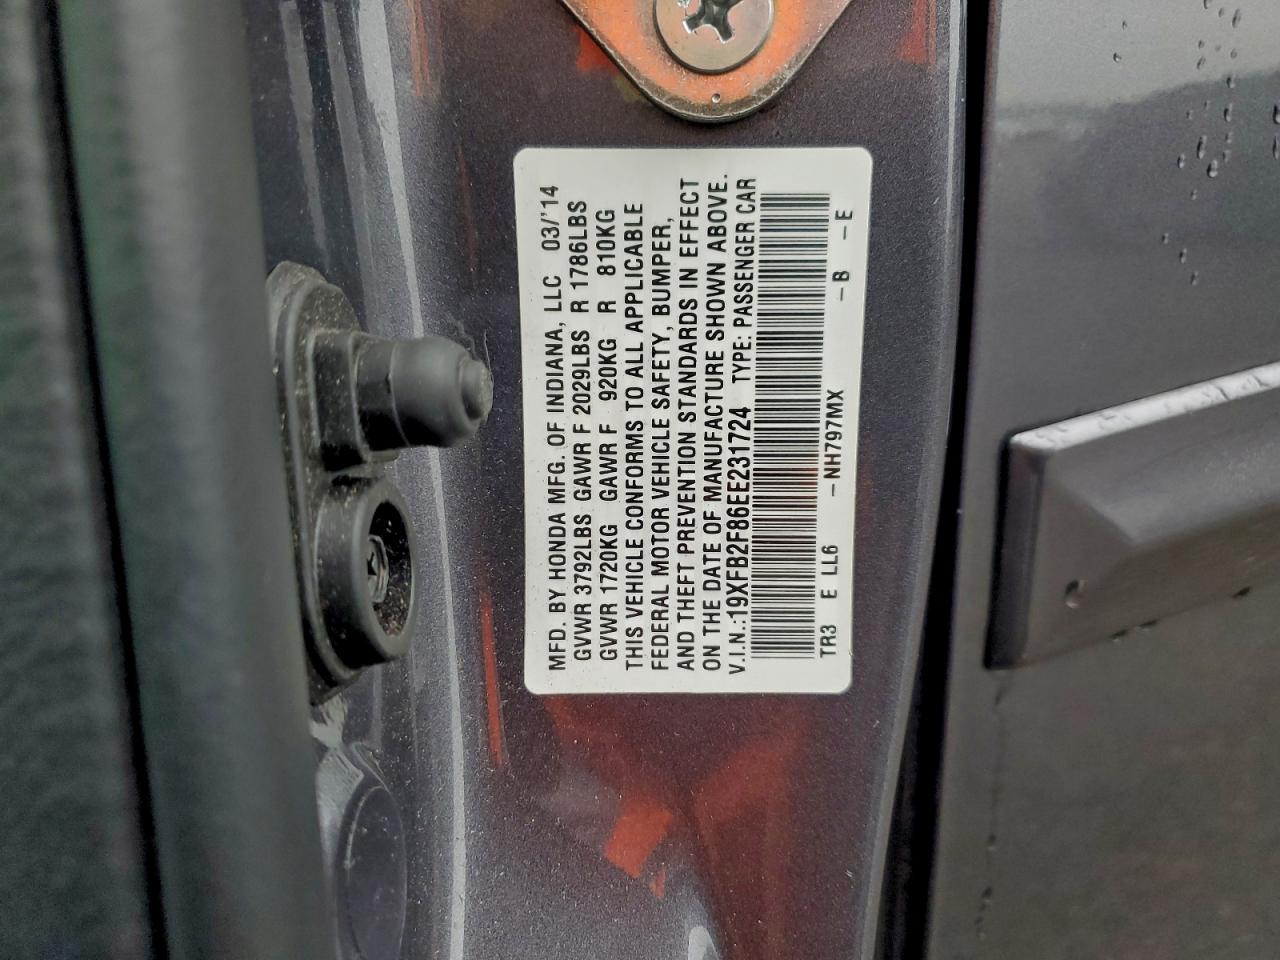 MFD. BY HONDA MFG. OF INDIANA, LLC 03/'14
GVWR 3792LBS GAWR F 2029LBS R 1786LBS
GVWR 1720KG GAWR F 920KG R 810KG
THIS VEHICLE CONFORMS TO ALL APPLICABLE
FEDERAL MOTOR VEHICLE SAFETY, BUMPER,
AND THEFT PREVENTION STANDARDS IN EFFECT
ON THE DATE OF MANUFACTURE SHOWN ABOVE.
V.I.N.:19XFB2F86EE231724 TYPE: PASSENGER CAR
TR3 E LL6 -NH797MX -B -E